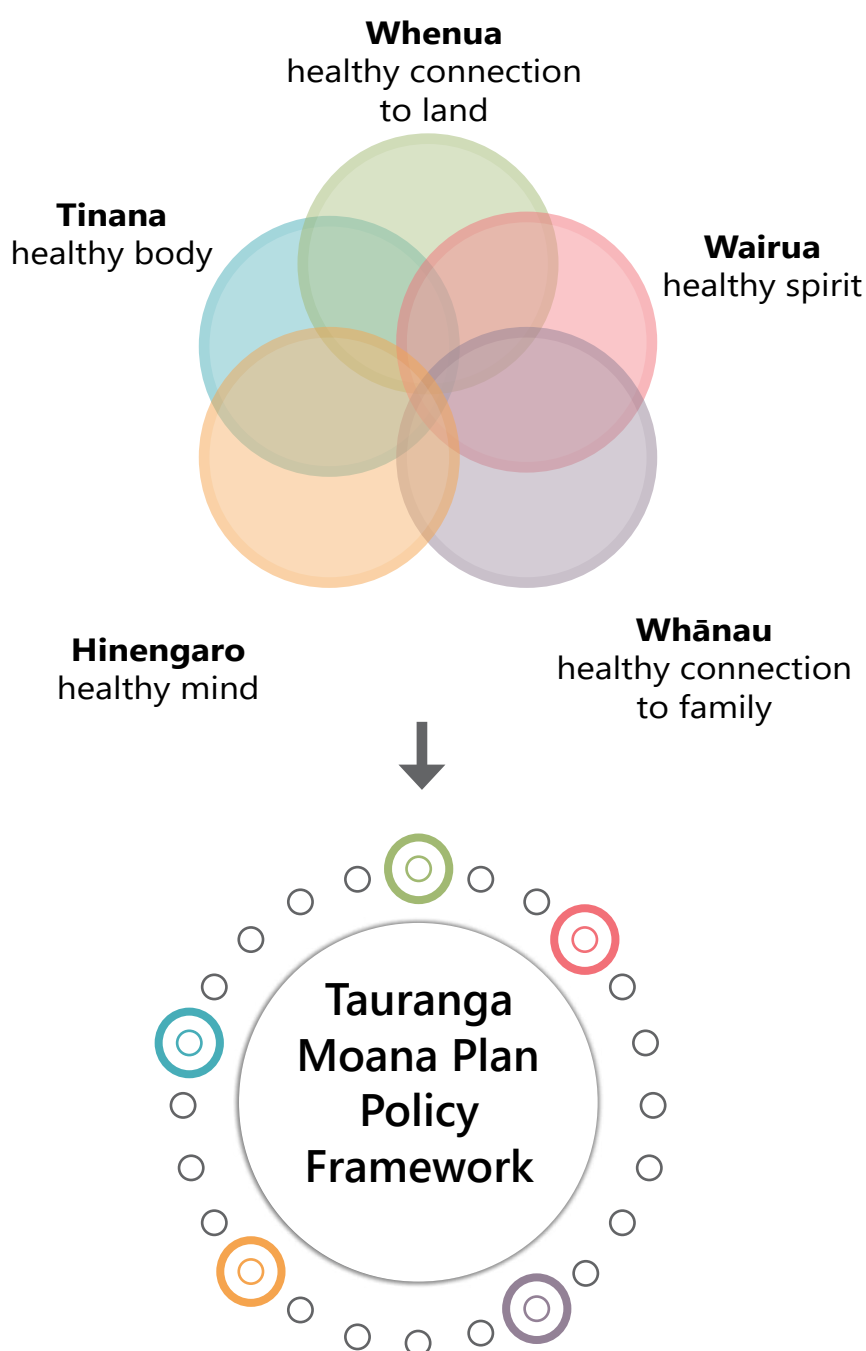 Whenua
healthy connection
to land
Tinana
healthy body
Wairua
healthy spirit
Hinengaro
healthy mind
Whānau
healthy connection
to family
Tauranga
Moana Plan
Policy
Framework